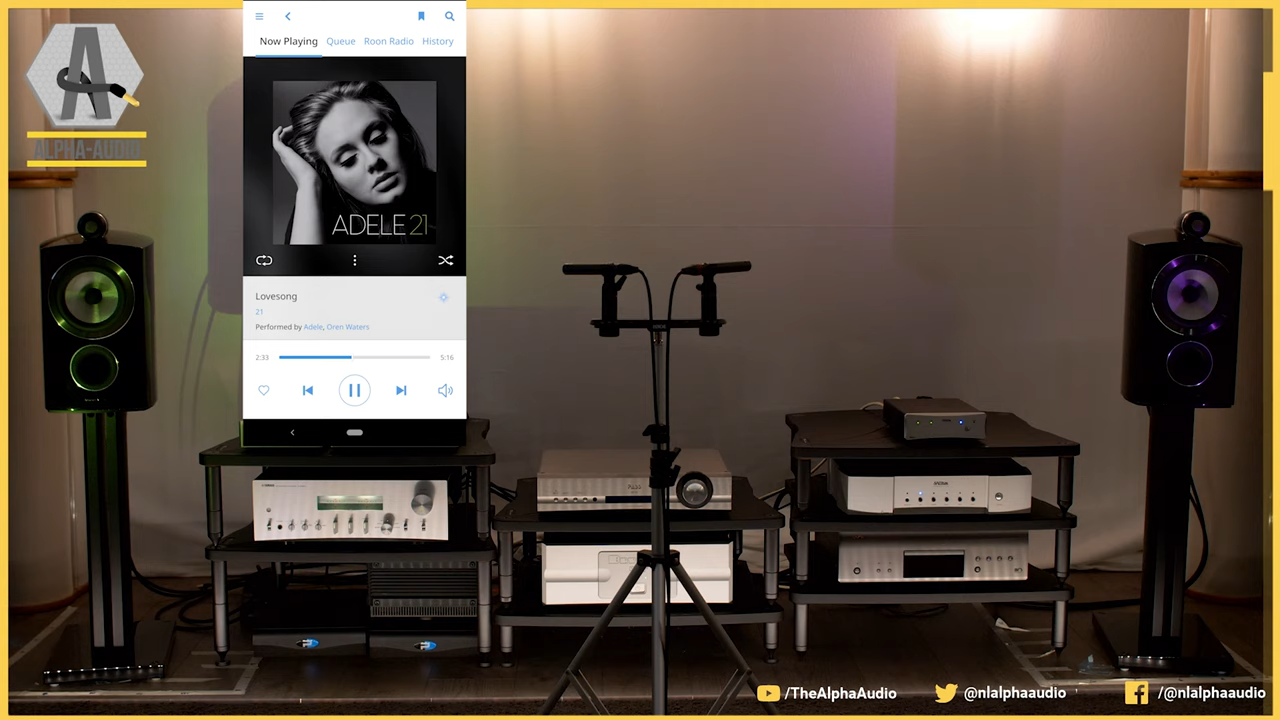 ALPHA-AUDIO
Now Playing Queue Roon Radio History
ADELE 21
Lovesong
21
Performed by Adele, Oren Waters
2:33 5:16
/TheAlphaAudio @nlalphaaudio /@nlalphaaudio